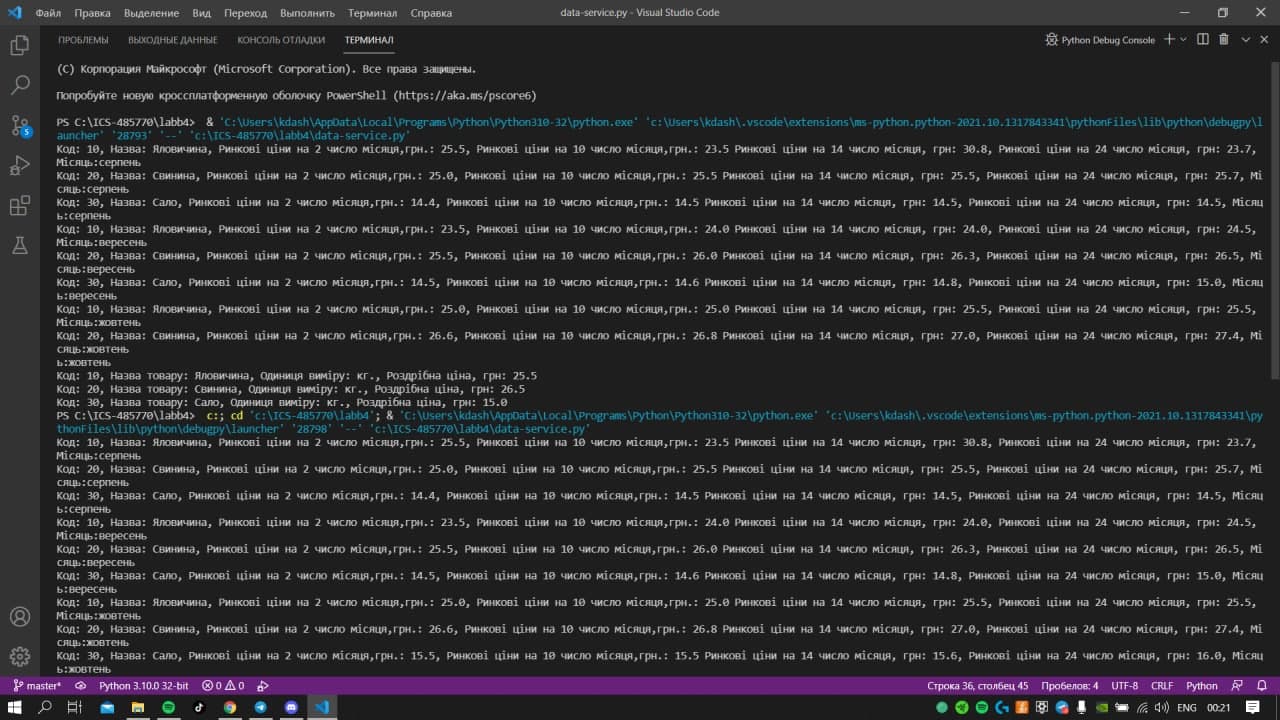 Файл Правка Выделение Вид Переход Выполнить Терминал Справка data-service.py - Visual Studio Code
ПРОБЛЕМЫ ВЫХОДНЫЕ ДАННЫЕ КОНСОЛЬ ОТЛАДКИ ТЕРМИНАЛ Python Debug Console
(C) Корпорация Майкрософт (Microsoft Corporation). Все права защищены.
Попробуйте новую кроссплатформенную оболочку PowerShell (https://aka.ms/pscore6)
PS C:\ICS-485770\labb4> & 'C:\Users\kdash\AppData\Local\Programs\Python\Python310-32\python.exe' 'c:\Users\kdash\.vscode\extensions\ms-python.python-2021.10.1317843341\pythonFiles\lib\python\debugpy\l
auncher' '28793' '--' 'c:\ICS-485770\labb4\data-service.py'
Код: 10, Назва: Яловичина, Ринкові ціни на 2 число місяця,грн.: 25.5, Ринкові ціни на 10 число місяця,грн.: 23.5 Ринкові ціни на 14 число місяця, грн: 30.8, Ринкові ціни на 24 число місяця, грн: 23.7,
Місяць:серпень
Код: 20, Назва: Свинина, Ринкові ціни на 2 число місяця,грн.: 25.0, Ринкові ціни на 10 число місяця,грн.: 25.5 Ринкові ціни на 14 число місяця, грн: 25.5, Ринкові ціни на 24 число місяця, грн: 25.7, Мі
сяць:серпень
Код: 30, Назва: Сало, Ринкові ціни на 2 число місяця,грн.: 14.4, Ринкові ціни на 10 число місяця,грн.: 14.5 Ринкові ціни на 14 число місяця, грн: 14.5, Ринкові ціни на 24 число місяця, грн: 14.5, Місяц
ь:серпень
Код: 10, Назва: Яловичина, Ринкові ціни на 2 число місяця,грн.: 23.5, Ринкові ціни на 10 число місяця,грн.: 24.0 Ринкові ціни на 14 число місяця, грн: 24.0, Ринкові ціни на 24 число місяця, грн: 24.5,
Місяць:вересень
Код: 20, Назва: Свинина, Ринкові ціни на 2 число місяця,грн.: 25.5, Ринкові ціни на 10 число місяця,грн.: 26.0 Ринкові ціни на 14 число місяця, грн: 26.3, Ринкові ціни на 24 число місяця, грн: 26.5, Мі
сяць:вересень
Код: 30, Назва: Сало, Ринкові ціни на 2 число місяця,грн.: 14.5, Ринкові ціни на 10 число місяця,грн.: 14.6 Ринкові ціни на 14 число місяця, грн: 14.8, Ринкові ціни на 24 число місяця, грн: 15.0, Місяц
ь:вересень
Код: 10, Назва: Яловичина, Ринкові ціни на 2 число місяця,грн.: 25.0, Ринкові ціни на 10 число місяця,грн.: 25.0 Ринкові ціни на 14 число місяця, грн: 25.5, Ринкові ціни на 24 число місяця, грн: 25.5,
Місяць:жовтень
Код: 20, Назва: Свинина, Ринкові ціни на 2 число місяця,грн.: 26.6, Ринкові ціни на 10 число місяця,грн.: 26.8 Ринкові ціни на 14 число місяця, грн: 27.0, Ринкові ціни на 24 число місяця, грн: 27.4, Мі
сяць:жовтень
ь:жовтень
Код: 10, Назва товару: Яловичина, Одиниця виміру: кг., Роздрібна ціна, грн: 25.5
Код: 20, Назва товару: Свинина, Одиниця виміру: кг., Роздрібна ціна, грн: 26.5
Код: 30, Назва товару: Сало, Одиниця виміру: кг., Роздрібна ціна, грн: 15.0
PS C:\ICS-485770\labb4> c:; cd 'c:\ICS-485770\labb4'; & 'C:\Users\kdash\AppData\Local\Programs\Python\Python310-32\python.exe' 'c:\Users\kdash\.vscode\extensions\ms-python.python-2021.10.1317843341\py
thonFiles\lib\python\debugpy\launcher' '28798' '--' 'c:\ICS-485770\labb4\data-service.py'
Код: 10, Назва: Яловичина, Ринкові ціни на 2 число місяця,грн.: 25.5, Ринкові ціни на 10 число місяця,грн.: 23.5 Ринкові ціни на 14 число місяця, грн: 30.8, Ринкові ціни на 24 число місяця, грн: 23.7,
Місяць:серпень
Код: 20, Назва: Свинина, Ринкові ціни на 2 число місяця,грн.: 25.0, Ринкові ціни на 10 число місяця,грн.: 25.5 Ринкові ціни на 14 число місяця, грн: 25.5, Ринкові ціни на 24 число місяця, грн: 25.7, Мі
сяць:серпень
Код: 30, Назва: Сало, Ринкові ціни на 2 число місяця,грн.: 14.4, Ринкові ціни на 10 число місяця,грн.: 14.5 Ринкові ціни на 14 число місяця, грн: 14.5, Ринкові ціни на 24 число місяця, грн: 14.5, Місяц
ь:серпень
Код: 10, Назва: Яловичина, Ринкові ціни на 2 число місяця,грн.: 23.5, Ринкові ціни на 10 число місяця,грн.: 24.0 Ринкові ціни на 14 число місяця, грн: 24.0, Ринкові ціни на 24 число місяця, грн: 24.5,
Місяць:вересень
Код: 20, Назва: Свинина, Ринкові ціни на 2 число місяця,грн.: 25.5, Ринкові ціни на 10 число місяця,грн.: 26.0 Ринкові ціни на 14 число місяця, грн: 26.3, Ринкові ціни на 24 число місяця, грн: 26.5, Мі
сяць:вересень
Код: 30, Назва: Сало, Ринкові ціни на 2 число місяця,грн.: 14.5, Ринкові ціни на 10 число місяця,грн.: 14.6 Ринкові ціни на 14 число місяця, грн: 14.8, Ринкові ціни на 24 число місяця, грн: 15.0, Місяц
ь:вересень
Код: 10, Назва: Яловичина, Ринкові ціни на 2 число місяця,грн.: 25.0, Ринкові ціни на 10 число місяця,грн.: 25.0 Ринкові ціни на 14 число місяця, грн: 25.5, Ринкові ціни на 24 число місяця, грн: 25.5,
Місяць:жовтень
Код: 20, Назва: Свинина, Ринкові ціни на 2 число місяця,грн.: 26.6, Ринкові ціни на 10 число місяця,грн.: 26.8 Ринкові ціни на 14 число місяця, грн: 27.0, Ринкові ціни на 24 число місяця, грн: 27.4, Мі
сяць:жовтень
Код: 30, Назва: Сало, Ринкові ціни на 2 число місяця,грн.: 15.5, Ринкові ціни на 10 число місяця,грн.: 15.5 Ринкові ціни на 14 число місяця, грн: 15.6, Ринкові ціни на 24 число місяця, грн: 16.0, Місяц
ь:жовтень
master* Python 3.10.0 32-bit 0 0 Строка 36, столбец 45 Пробелов: 4 UTF-8 CRLF Python
ENG 00:21